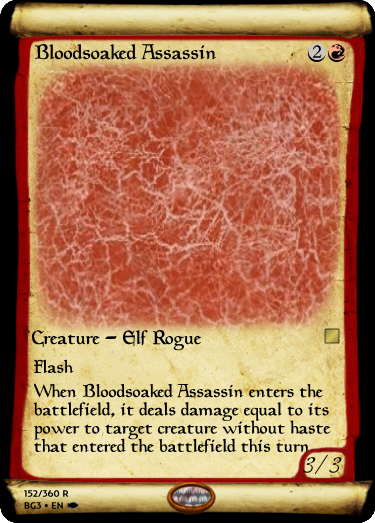 Bloodsoaked Assassin 2
Creature – Elf Rogue
Flash
When Bloodsoaked Assassin enters the
battlefield, it deals damage equal to its
power to target creature without haste
that entered the battlefield this turn
3/3
152/360 R
BG3 • EN